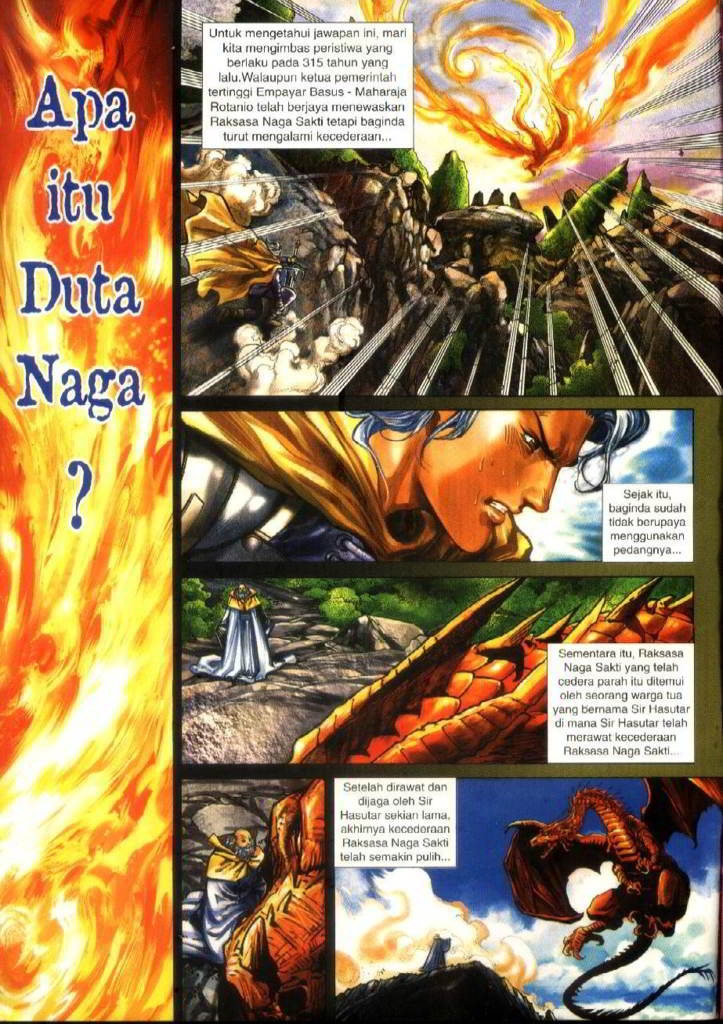 Apa
itu
Duta
Naga
?
Untuk mengetahui jawapan ini, mari
kita mengimbas peristiwa yang
berlaku pada 315 tahun yang
lalu.Walaupun ketua pemerintah
tertinggi Empayar Basus - Maharaja
Rotanio telah berjaya menewaskan
Raksasa Naga Sakti tetapi baginda
turut mengalami kecederaan...
Sejak itu,
baginda sudah
tidak berupaya
menggunakan
pedangnya...
Sementara itu, Raksasa
Naga Sakti yang telah
cedera parah itu ditemui
oleh seorang warga tua
yang bernama Sir Hasutar
di mana Sir Hasutar telah
merawat kecederaan
Raksasa Naga Sakti...
Setelah dirawat dan
dijaga oleh Sir
Hasutar sekian lama,
akhirnya kecederaan
Raksasa Naga Sakti
telah semakin pulih...